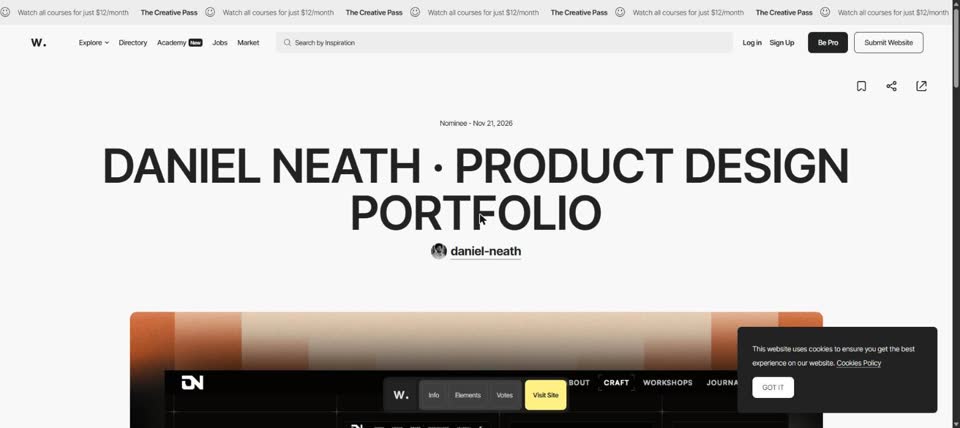 Watch all courses for just $12/month The Creative Pass Watch all courses for just $12/month The Creative Pass Watch all courses for just $12/month The Creative Pass Watch all courses for just $12/month The Creative Pass Watch all courses for just $12/month
W. Explore Directory Academy New Jobs Market Search by Inspiration Log in Sign Up Be Pro Submit Website
Nominee - Nov 21, 2026
DANIEL NEATH · PRODUCT DESIGN
PORTFOLIO
daniel-neath
This website uses cookies to ensure you get the best
experience on our website. Cookies Policy
GOT IT
DN BOUT CRAFT WORKSHOPS JOURNA
W. Info Elements Votes Visit Site